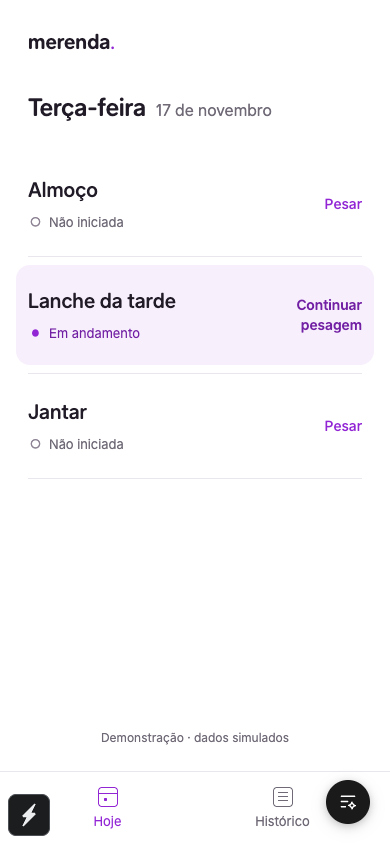 merenda.
Terça-feira 17 de novembro
Almoço
Não iniciada
Pesar
Lanche da tarde
Em andamento
Continuar
pesagem
Jantar
Não iniciada
Pesar
Demonstração · dados simulados
Hoje
Histórico